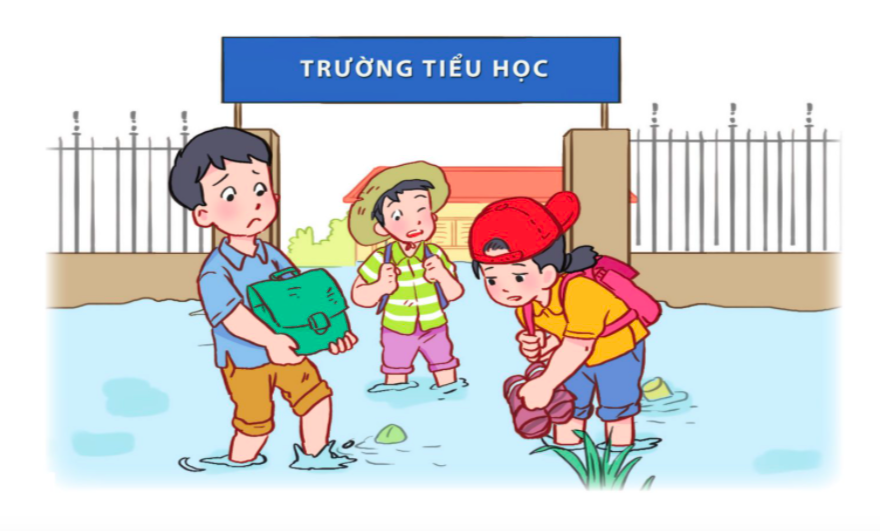 TRƯỜNG TIỂU HỌC